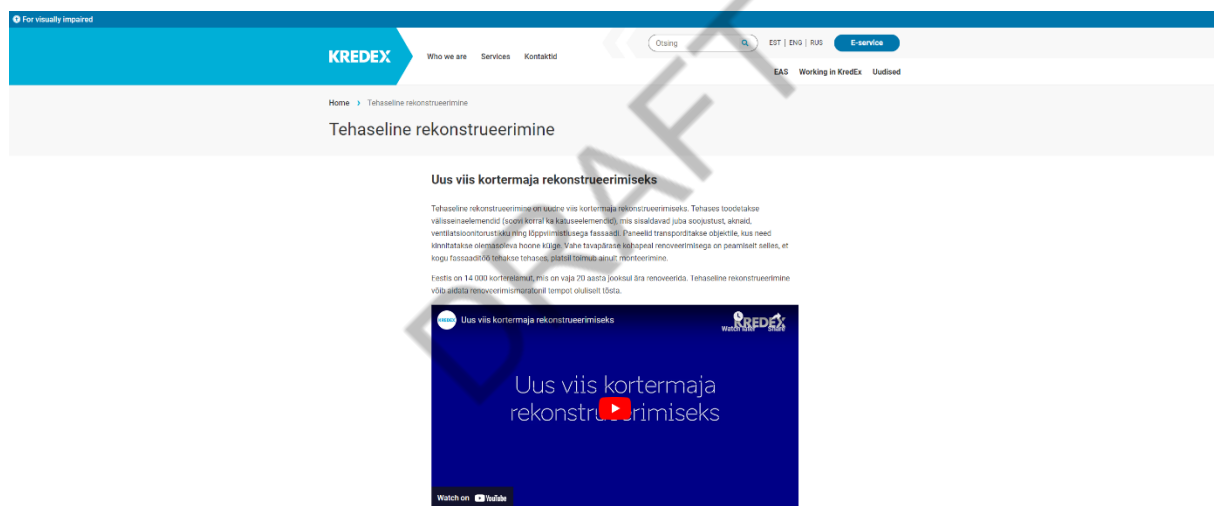 For visually impaired
KREDEX
Who we are Services Kontaktid
Otsing
EST | ENG | RUS
E-service
EAS Working in KredEx Uudised
Home › Tehaseline rekonstrueerimine
Tehaseline rekonstrueerimine
Uus viis kortermaja rekonstrueerimiseks
Tehaseline rekonstrueerimine on uudne viis kortermaja rekonstrueerimiseks. Tehases toodetakse
välisseinaelemendid (soovi korral ka katuseelemendid), mis sisaldavad juba soojustust, aknaid,
ventilatsioonitorustikku ning lõppviimistlusega fassaadi. Paneelid transporditakse objektile, kus need
kinnitatakse olemasoleva hoone külge. Vahe tavapärase kohapeal renoveerimisega on peamiselt selles, et
kogu fassaaditöö tehakse tehases, platsil toimub ainult monteerimine.
Eestis on 14 000 korterelamut, mis on vaja 20 aasta jooksul ära renoveerida. Tehaseline rekonstrueerimine
võib aidata renoveerimismaratonil tempot oluliselt tõsta.
KREDEX Uus viis kortermaja rekonstrueerimiseks
KREDEX
Watch later Share
Uus viis kortermaja
rekonstrueerimiseks
Watch on YouTube
DRAFT